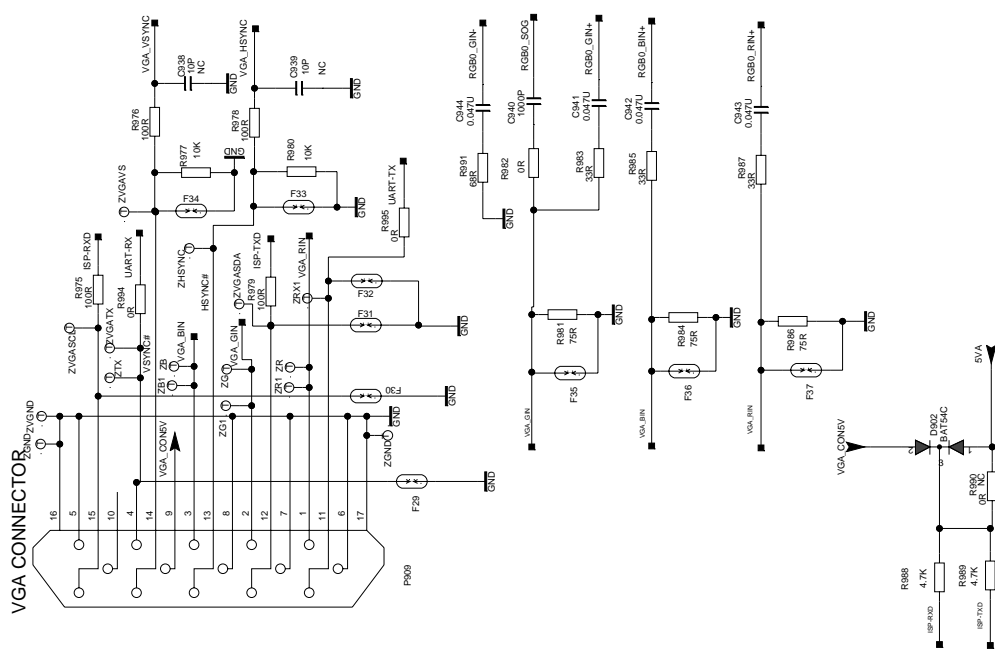 VGA CONNECTOR
P909
16
5
15
10
4
14
9
3
13
8
2
12
7
1
11
6
17
VGA_VSYNC
C938
10P
NC
GND
R976
100R
R977
10K
GND
ZVGAVS
F34
VGA_HSYNC
C939
10P
NC
GND
R978
100R
R980
10K
F33
GND
ISP-RXD
R975
100R
ZVGASCL
UART-RX
R994
0R
ZVGATX
ZTX
VSYNC#
ZHSYNC
HSYNC#
VGA_BIN
ZB
ZB1
ZVGASDA
ISP-TXD
R979
100R
VGA_GIN
ZG
ZG1
VGA_RIN
ZRX1
ZR
ZR1
UART-TX
R995
0R
F32
F31
GND
F30
GND
ZVGND
ZGND
VGA_CON5V
GND
ZGND
F29
GND
RGB0_GIN-
C944
0.047U
R991
68R
GND
RGB0_SOG
C940
1000P
R982
0R
RGB0_GIN+
C941
0.047U
R983
33R
RGB0_BIN+
C942
0.047U
R985
33R
RGB0_RIN+
C943
0.047U
R987
33R
R981
75R
GND
F35
VGA_GIN
R984
75R
GND
F36
VGA_BIN
R986
75R
GND
F37
VGA_RIN
5VA
D902
BAT54C
VGA_CON5V
2
3
1
R990
0R NC
R988
4.7K
R989
4.7K
ISP-RXD
ISP-TXD